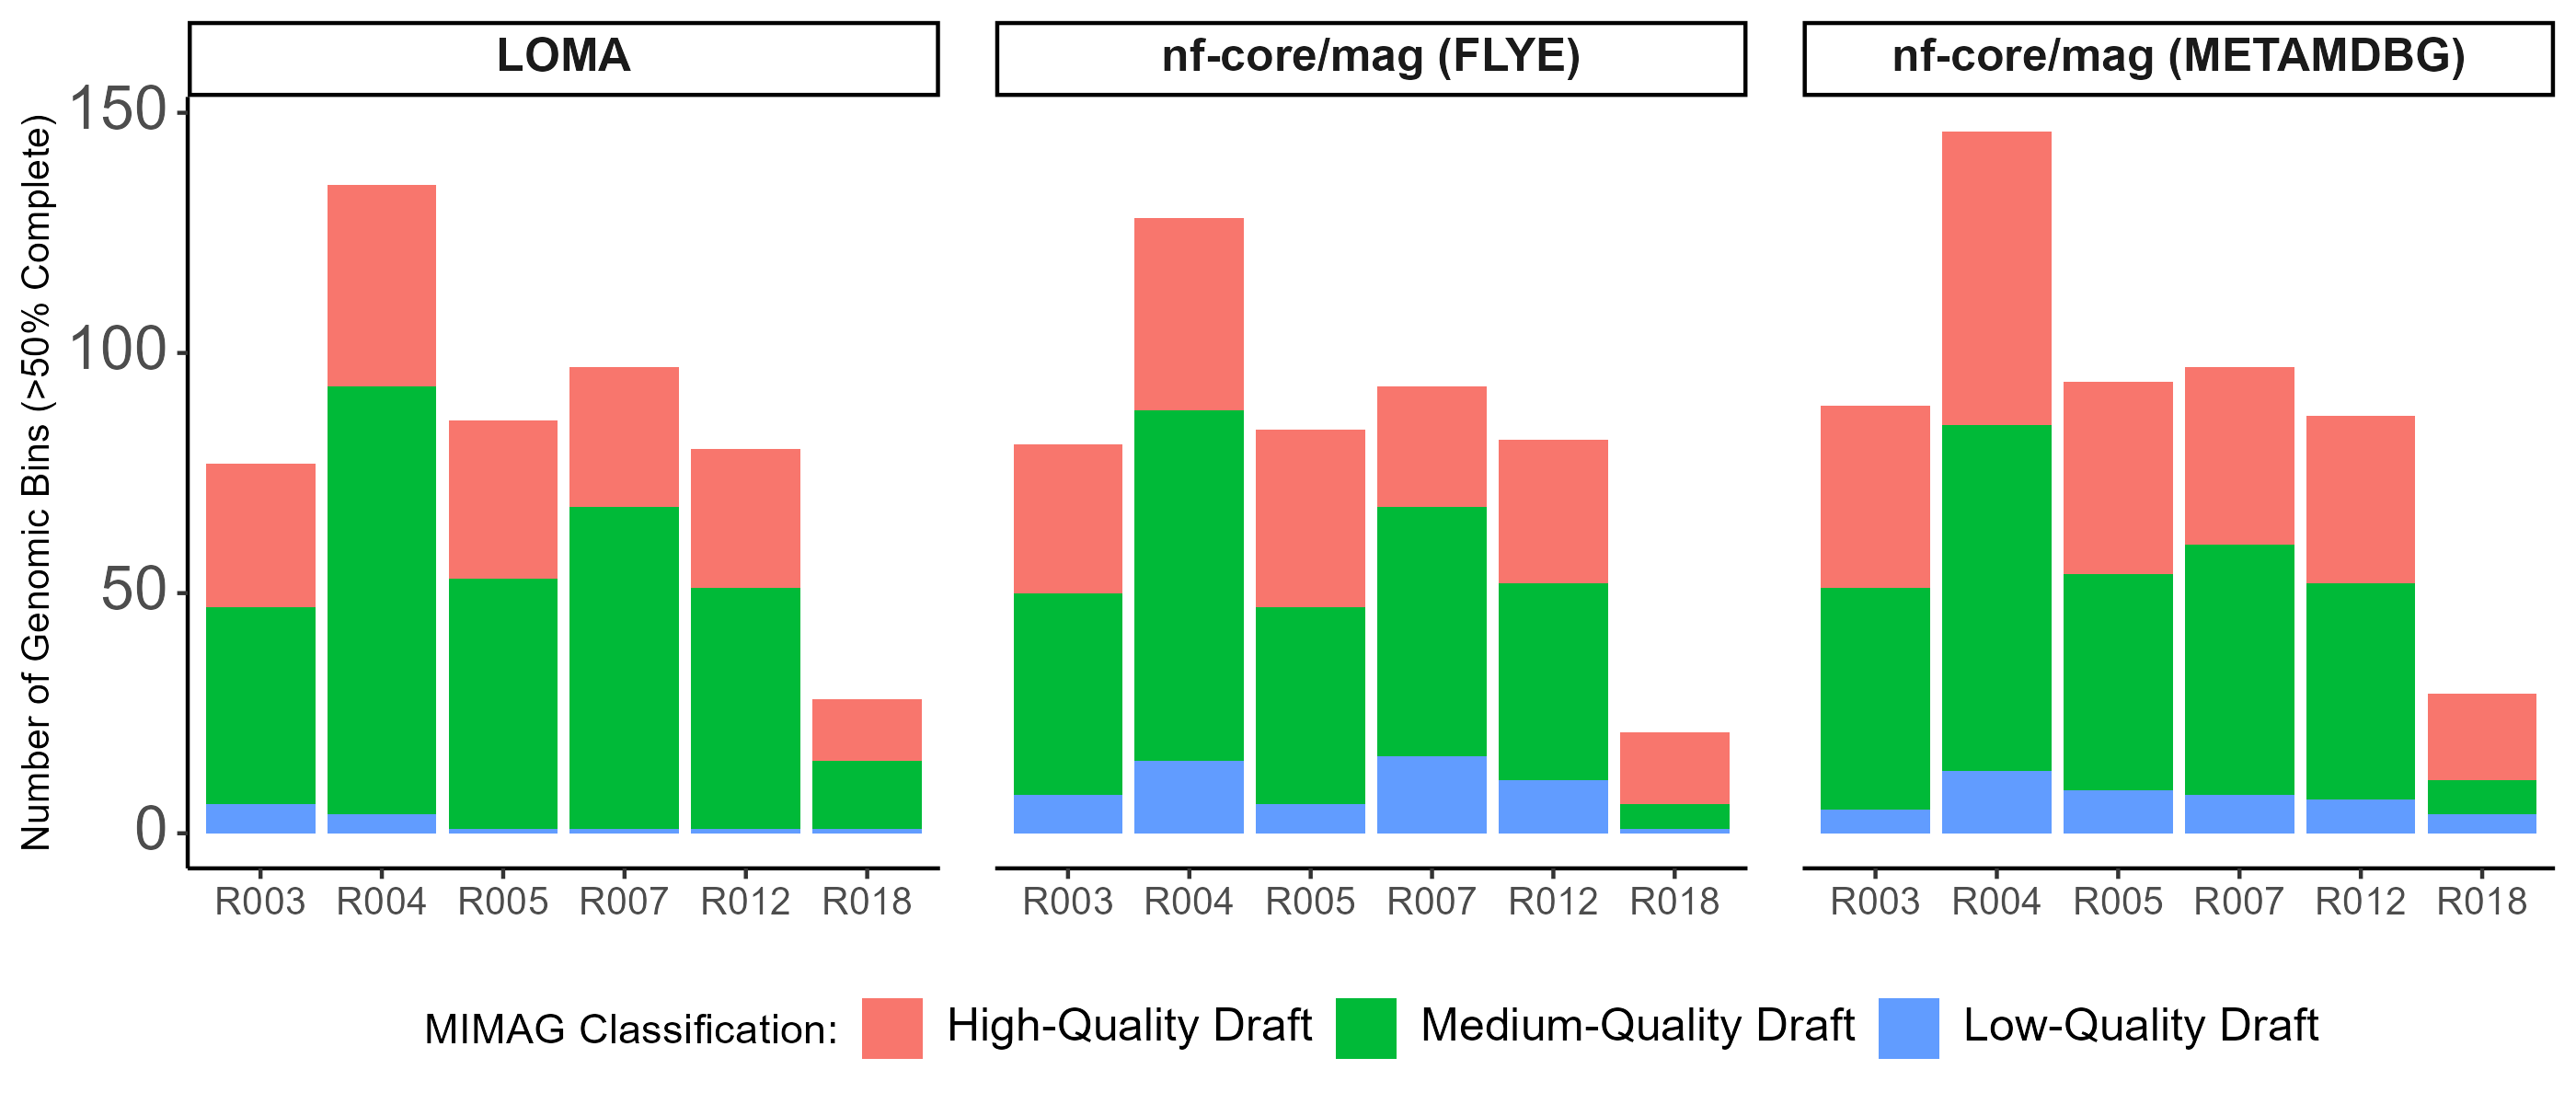 LOMA
nf-core/mag (FLYE)
nf-core/mag (METAMDBG)
Number of Genomic Bins (>50% Complete)
150
100
50
0
R003 R004 R005 R007 R012 R018
R003 R004 R005 R007 R012 R018
R003 R004 R005 R007 R012 R018
MIMAG Classification: High-Quality Draft Medium-Quality Draft Low-Quality Draft